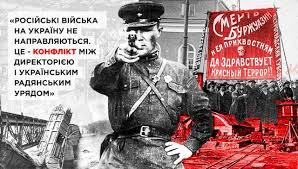 «РОСІЙСЬКІ ВІЙСЬКА
НА УКРАЇНУ НЕ
НАПРАВЛЯЮТЬСЯ.
ЦЕ - КОНФЛІКТ МІЖ
ДИРЕКТОРІЄЮ
І УКРАЇНСЬКИМ
РАДЯНСЬКИМ
УРЯДОМ»
СМЕРТЬ
БУРЖУАЗИИ
И ЕЯ ПРИХВОСТНЯМ
ДА ЗДРАВСТВУЕТ
КРАСНЫЙ ТЕРРОР!!